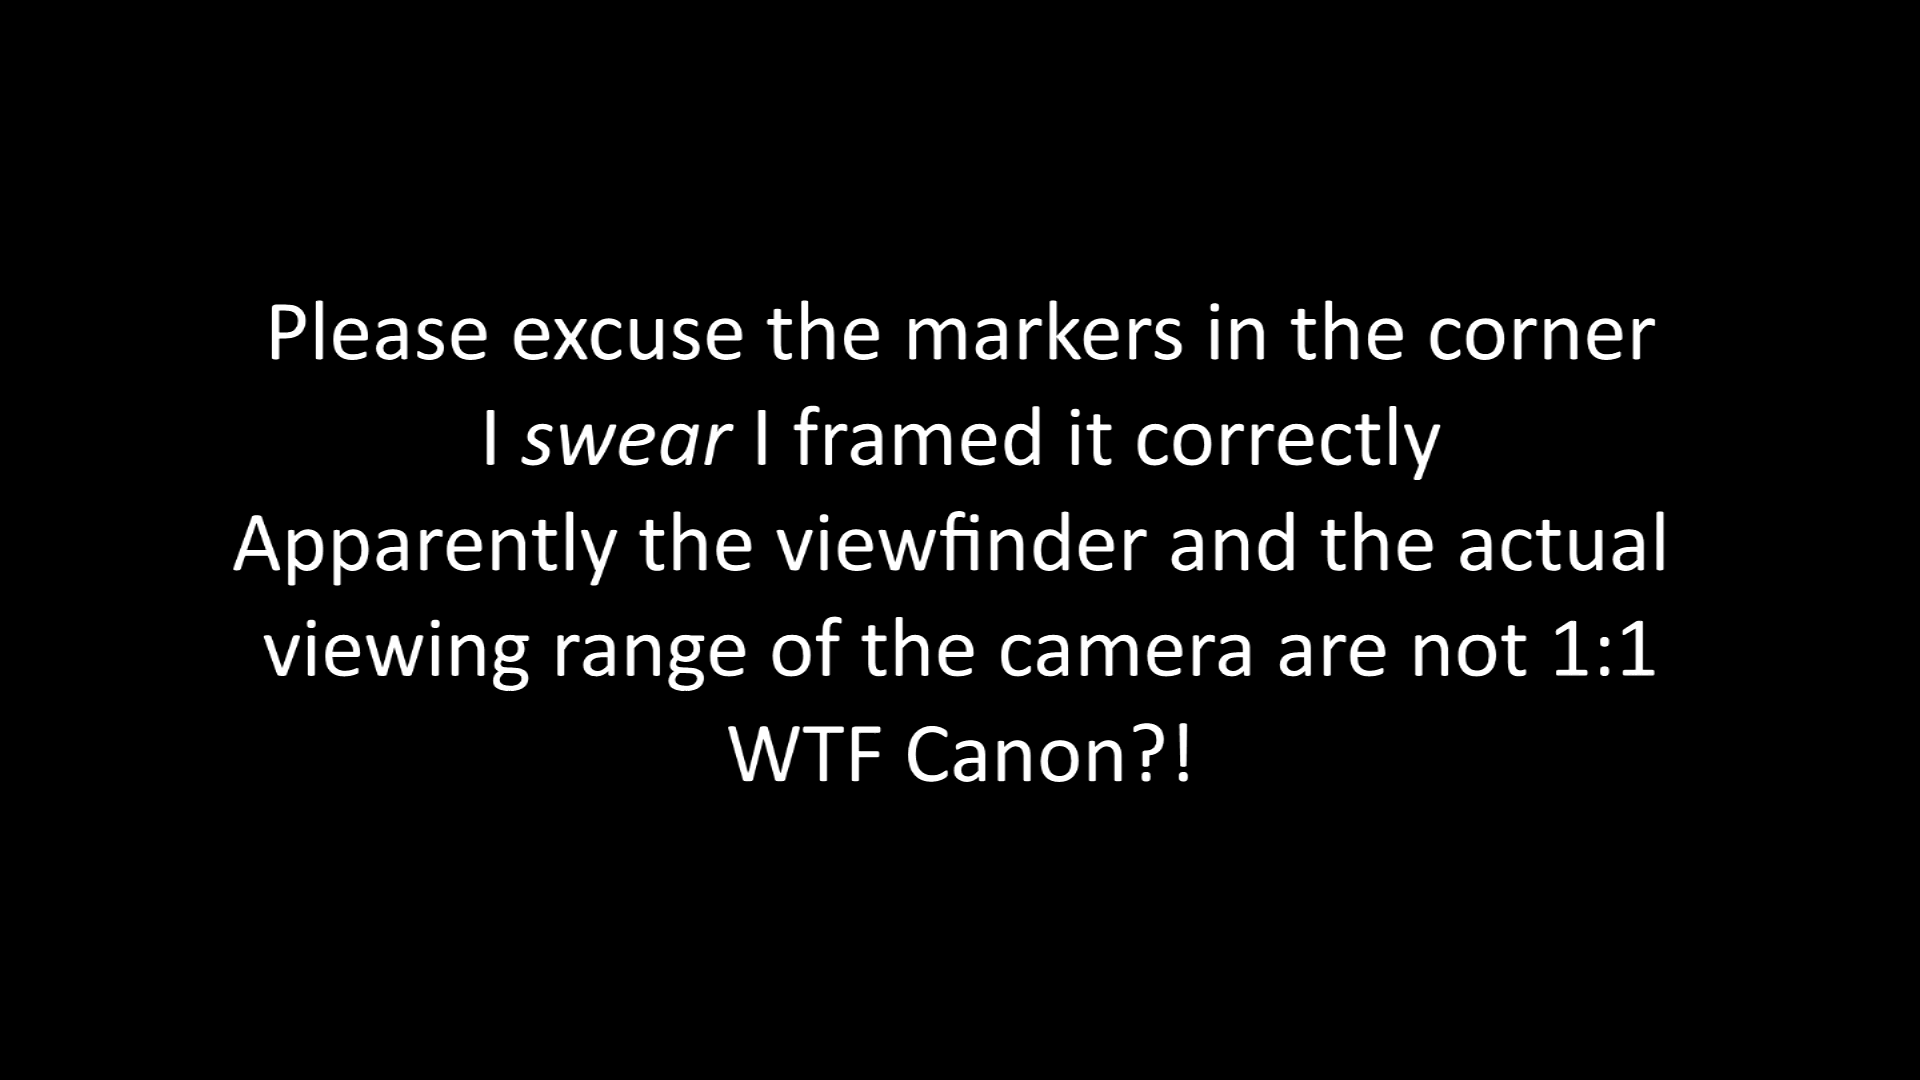 Please excuse the markers in the corner
I swear I framed it correctly
Apparently the viewfinder and the actual
viewing range of the camera are not 1:1
WTF Canon?!